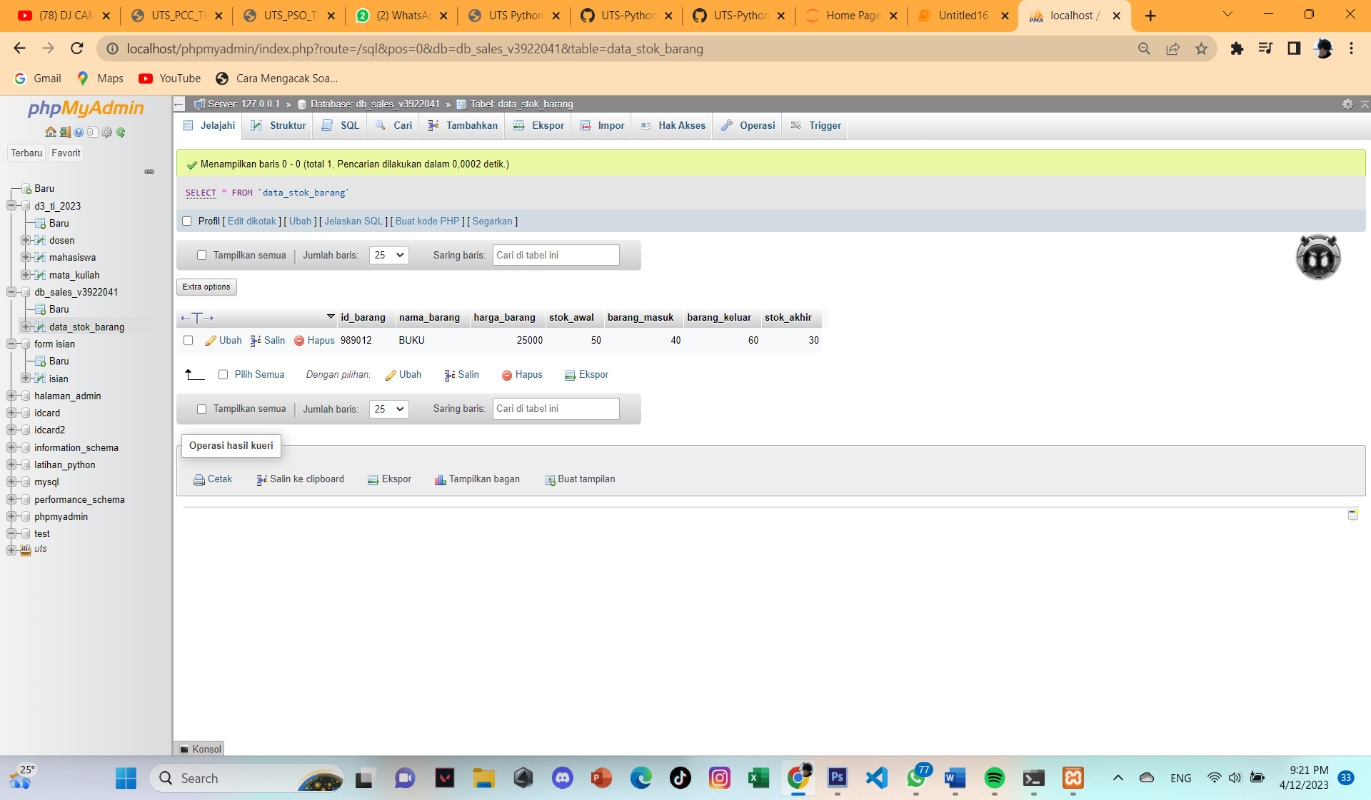 (78) DJ CAM UTS_PCC_TI UTS_PSO_TI (2) WhatsAp UTS Python UTS-Python UTS-Python Home Page Untitled16 localhost /
localhost/phpmyadmin/index.php?route=/sql&pos=0&db=db_sales_v3922041&table=data_stok_barang
Gmail Maps YouTube Cara Mengacak Soa...
phpMyAdmin
Terbaru Favorit
Baru
d3_ti_2023
Baru
dosen
mahasiswa
mata_kuliah
db_sales_v3922041
Baru
data_stok_barang
form isian
Baru
isian
halaman_admin
idcard
idcard2
information_schema
latihan_python
mysql
performance_schema
phpmyadmin
test
uts
Server: 127.0.0.1 » Database: db_sales_v3922041 » Tabel: data_stok_barang
Jelajahi Struktur SQL Cari Tambahkan Ekspor Impor Hak Akses Operasi Trigger
Menampilkan baris 0 - 0 (total 1, Pencarian dilakukan dalam 0,0002 detik.)
SELECT * FROM `data_stok_barang`
Profil [ Edit dikotak ] [ Ubah ] [ Jelaskan SQL ] [ Buat kode PHP ] [ Segarkan ]
Tampilkan semua | Jumlah baris: 25 Saring baris: Cari di tabel ini
Extra options
←T→ id_barang nama_barang harga_barang stok_awal barang_masuk barang_keluar stok_akhir
Ubah Salin Hapus 989012 BUKU 25000 50 40 60 30
Pilih Semua Dengan pilihan: Ubah Salin Hapus Ekspor
Tampilkan semua | Jumlah baris: 25 Saring baris: Cari di tabel ini
Operasi hasil kueri
Cetak Salin ke clipboard Ekspor Tampilkan bagan Buat tampilan
Konsol
25° Search 77 ENG 9:21 PM
4/12/2023 33